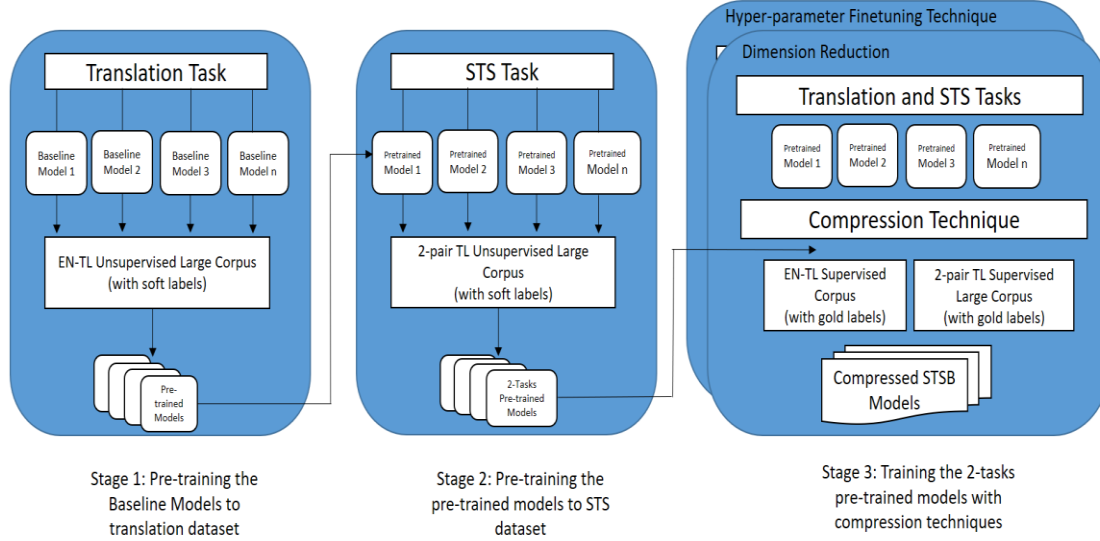 Translation Task
Baseline
Model 1
Baseline
Model 2
Baseline
Model 3
Baseline
Model n
EN-TL Unsupervised Large Corpus
(with soft labels)
Pre-
trained
Models
Stage 1: Pre-training the
Baseline Models to
translation dataset
STS Task
Pretrained
Model 1
Pretrained
Model 2
Pretrained
Model 3
Pretrained
Model n
2-pair TL Unsupervised Large
Corpus
(with soft labels)
2-Tasks
Pre-trained
Models
Stage 2: Pre-training the
pre-trained models to STS
dataset
Hyper-parameter Finetuning Technique
Dimension Reduction
Translation and STS Tasks
Pretrained
Model 1
Pretrained
Model 2
Pretrained
Model 3
Pretrained
Model n
Compression Technique
EN-TL Supervised
Corpus
(with gold labels)
2-pair TL Supervised
Large Corpus
(with gold labels)
Compressed STSB
Models
Stage 3: Training the 2-tasks
pre-trained models with
compression techniques